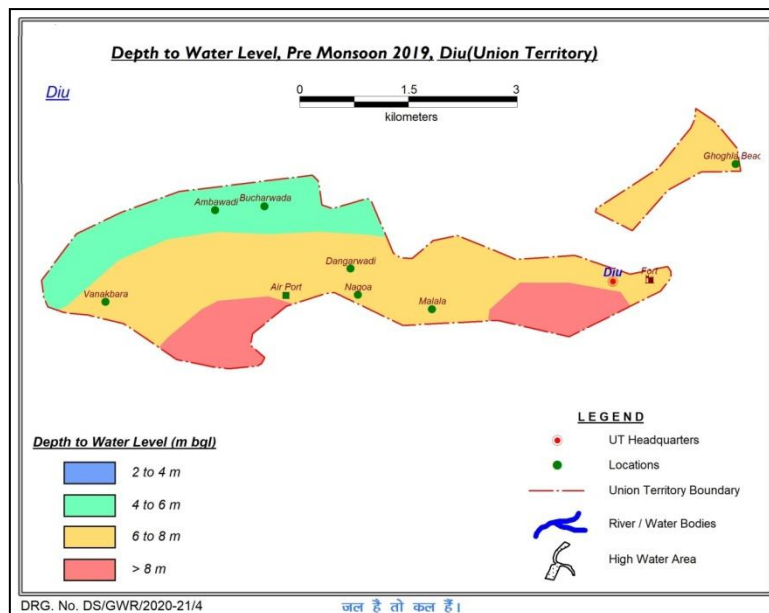 Depth to Water Level, Pre Monsoon 2019, Diu(Union Territory)
Diu
0 1.5 3
kilometers
Ghoghla Beac
Ambawadi
Bucharwada
Dangarwadi
Diu
Fort
Vanakbara
Air Port
Nagoa
Malala
Depth to Water Level (m bgl)
2 to 4 m
4 to 6 m
6 to 8 m
> 8 m
L E G E N D
UT Headquarters
Locations
Union Territory Boundary
River / Water Bodies
High Water Area
DRG. No. DS/GWR/2020-21/4
जल है तो कल हैं।